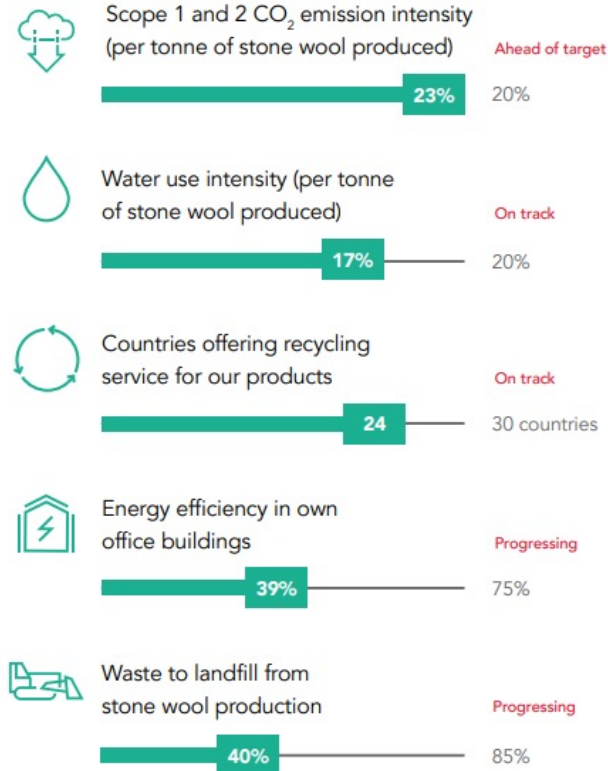 Scope 1 and 2 CO₂ emission intensity
(per tonne of stone wool produced)
Ahead of target
23%
20%
Water use intensity (per tonne
of stone wool produced)
On track
17%
20%
Countries offering recycling
service for our products
On track
24
30 countries
Energy efficiency in own
office buildings
Progressing
39%
75%
Waste to landfill from
stone wool production
Progressing
40%
85%